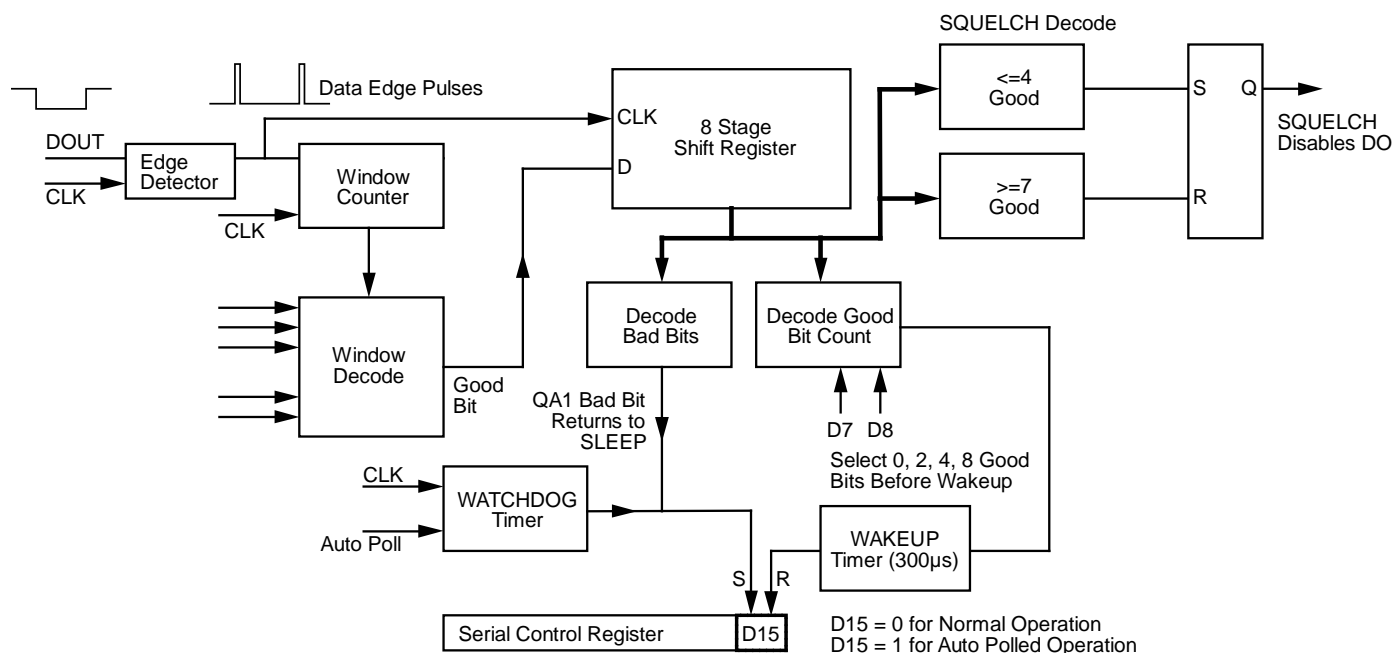 SQUELCH Decode
Data Edge Pulses
<=4
Good
CLK
8 Stage
Shift Register
S
Q
SQUELCH
Disables DO
DOUT
Edge
Detector
D
CLK
Window
Counter
CLK
>=7
Good
R
Window
Decode
Good
Bit
Decode
Bad Bits
Decode Good
Bit Count
QA1 Bad Bit
Returns to
SLEEP
D7 D8
Select 0, 2, 4, 8 Good
Bits Before Wakeup
CLK
Auto Poll
WATCHDOG
Timer
WAKEUP
Timer (300µs)
S
R
Serial Control Register
D15
D15 = 0 for Normal Operation
D15 = 1 for Auto Polled Operation